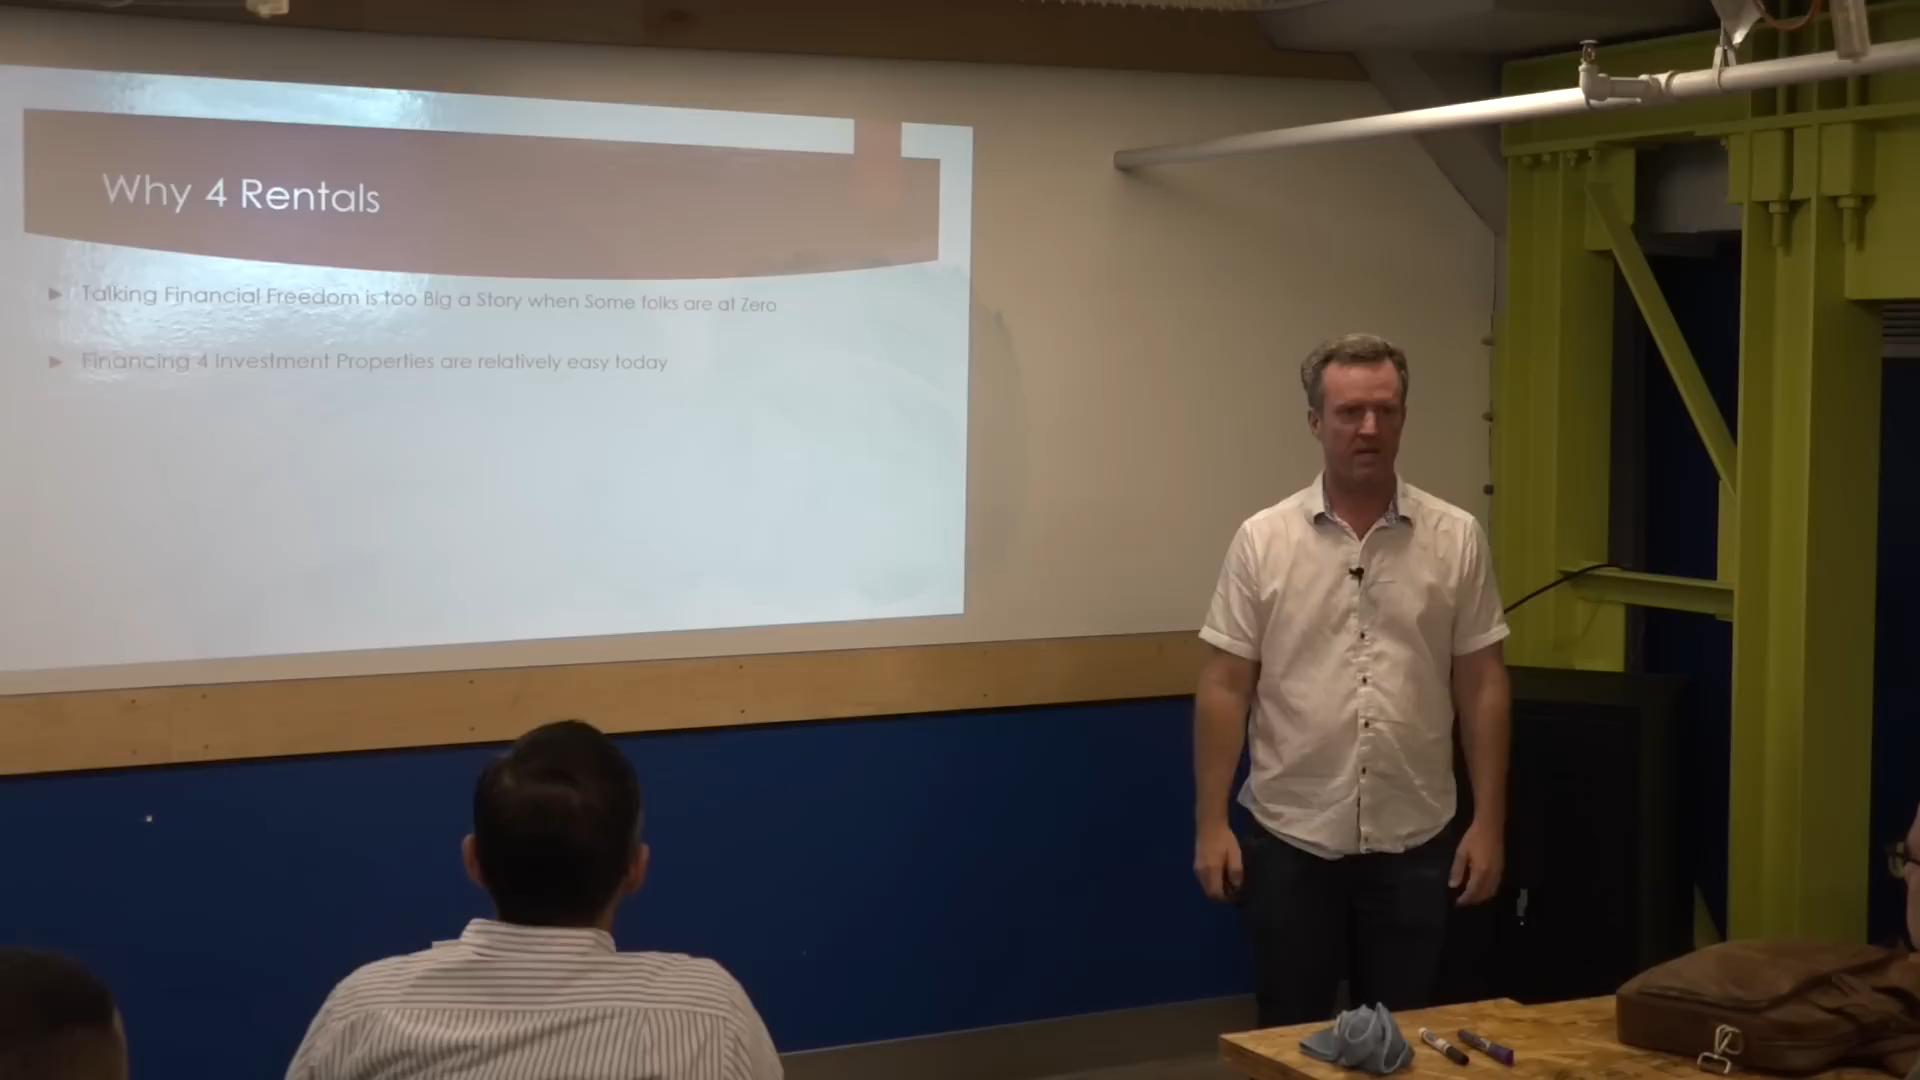 Why 4 Rentals
Talking Financial Freedom is too Big a Story when Some folks are at Zero
Financing 4 Investment Properties are relatively easy today